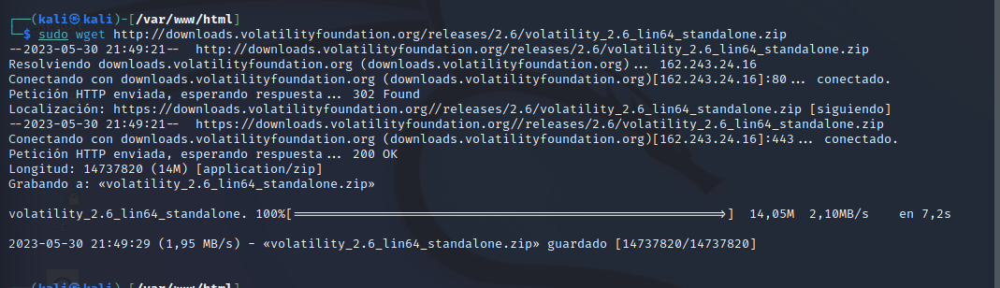 ┌──(kali㉿kali)-[/var/www/html]
└─$ sudo wget http://downloads.volatilityfoundation.org/releases/2.6/volatility_2.6_lin64_standalone.zip
--2023-05-30 21:49:21--  http://downloads.volatilityfoundation.org/releases/2.6/volatility_2.6_lin64_standalone.zip
Resolviendo downloads.volatilityfoundation.org (downloads.volatilityfoundation.org)... 162.243.24.16
Conectando con downloads.volatilityfoundation.org (downloads.volatilityfoundation.org)[162.243.24.16]:80... conectado.
Petición HTTP enviada, esperando respuesta... 302 Found
Localización: https://downloads.volatilityfoundation.org//releases/2.6/volatility_2.6_lin64_standalone.zip [siguiendo]
--2023-05-30 21:49:21--  https://downloads.volatilityfoundation.org//releases/2.6/volatility_2.6_lin64_standalone.zip
Conectando con downloads.volatilityfoundation.org (downloads.volatilityfoundation.org)[162.243.24.16]:443... conectado.
Petición HTTP enviada, esperando respuesta... 200 OK
Longitud: 14737820 (14M) [application/zip]
Grabando a: «volatility_2.6_lin64_standalone.zip»
volatility_2.6_lin64_standalone. 100%[===================================================>]  14,05M  2,10MB/s    en 7,2s
2023-05-30 21:49:29 (1,95 MB/s) - «volatility_2.6_lin64_standalone.zip» guardado [14737820/14737820]
┌──(kali㉿kali)-[/var/www/html]